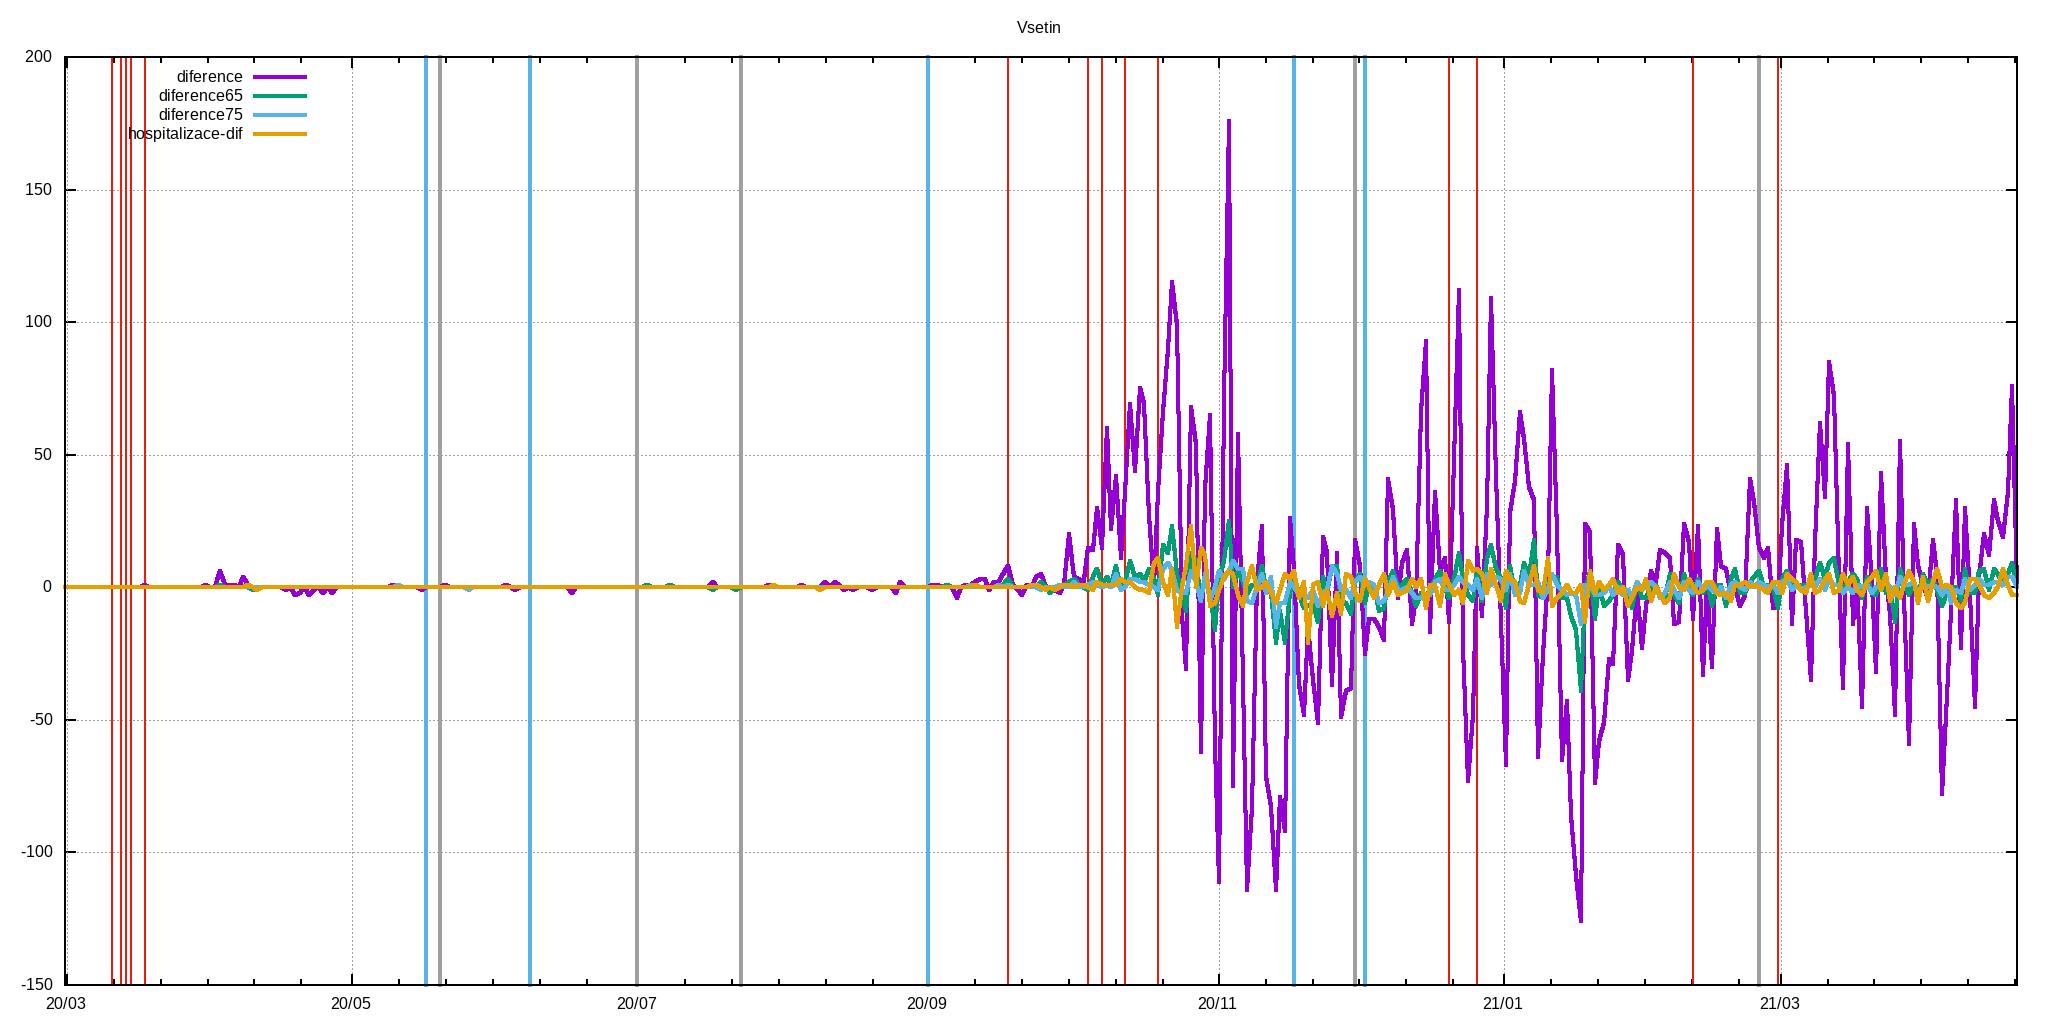 Vsetin
200
diference
diference65
diference75
hospitalizace-dif
150
100
50
0
-50
-100
-150
20/03 20/05 20/07 20/09 20/11 21/01 21/03